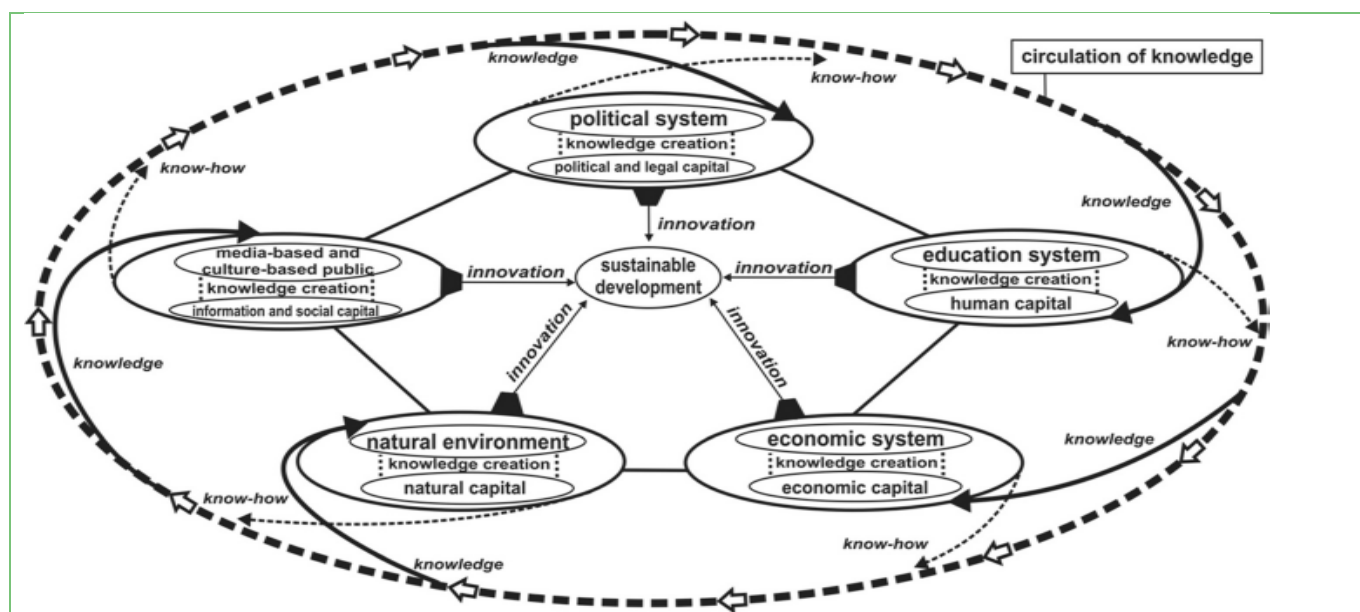 knowledge
know-how
circulation of knowledge
political system
knowledge creation
political and legal capital
know-how
knowledge
innovation
media-based and
culture-based public
knowledge creation
information and social capital
innovation
sustainable
development
innovation
education system
knowledge creation
human capital
know-how
knowledge
innovation
innovation
natural environment
knowledge creation
natural capital
economic system
knowledge creation
economic capital
knowledge
know-how
know-how
knowledge